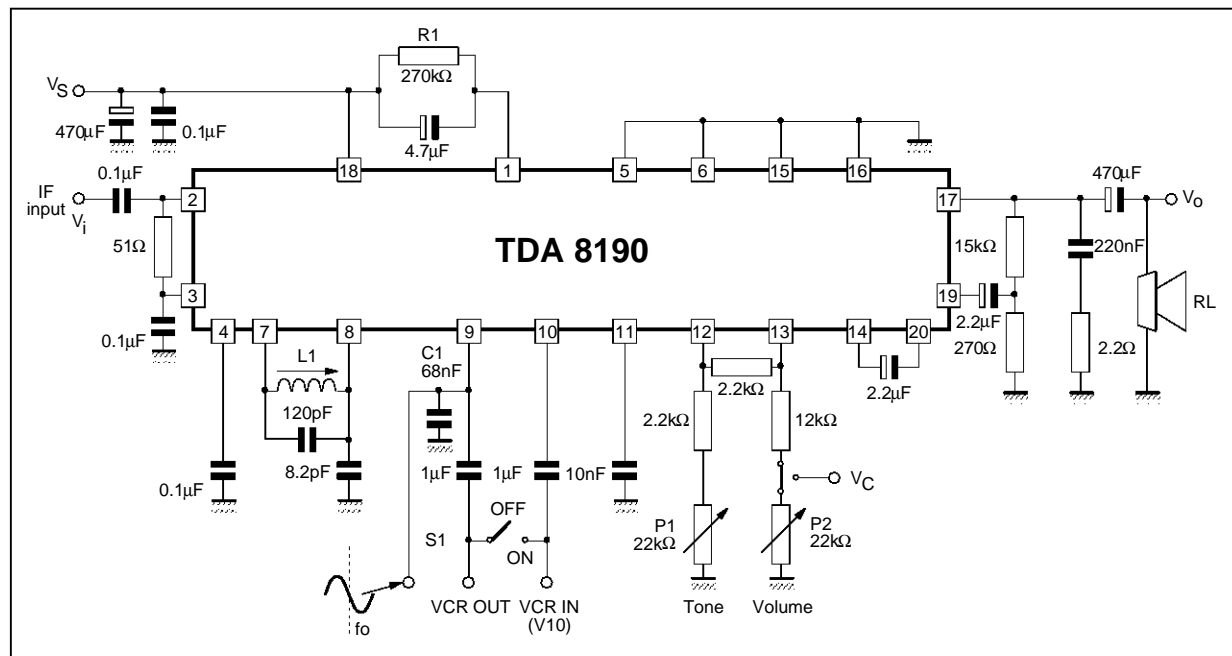 R1
270kΩ
V_S
470µF
0.1µF
4.7µF
18
1
5
6
15
16
0.1µF
IF
input
V_i
2
51Ω
3
0.1µF
TDA 8190
17
470µF
V_o
15kΩ
220nF
19
2.2µF
270Ω
2.2Ω
RL
4
7
8
9
10
11
12
13
14
20
L1
120pF
8.2pF
0.1µF
C1
68nF
1µF
1µF
10nF
2.2kΩ
2.2kΩ
12kΩ
2.2µF
V_C
OFF
S1
ON
P1
22kΩ
P2
22kΩ
fo
VCR OUT
VCR IN
(V10)
Tone
Volume